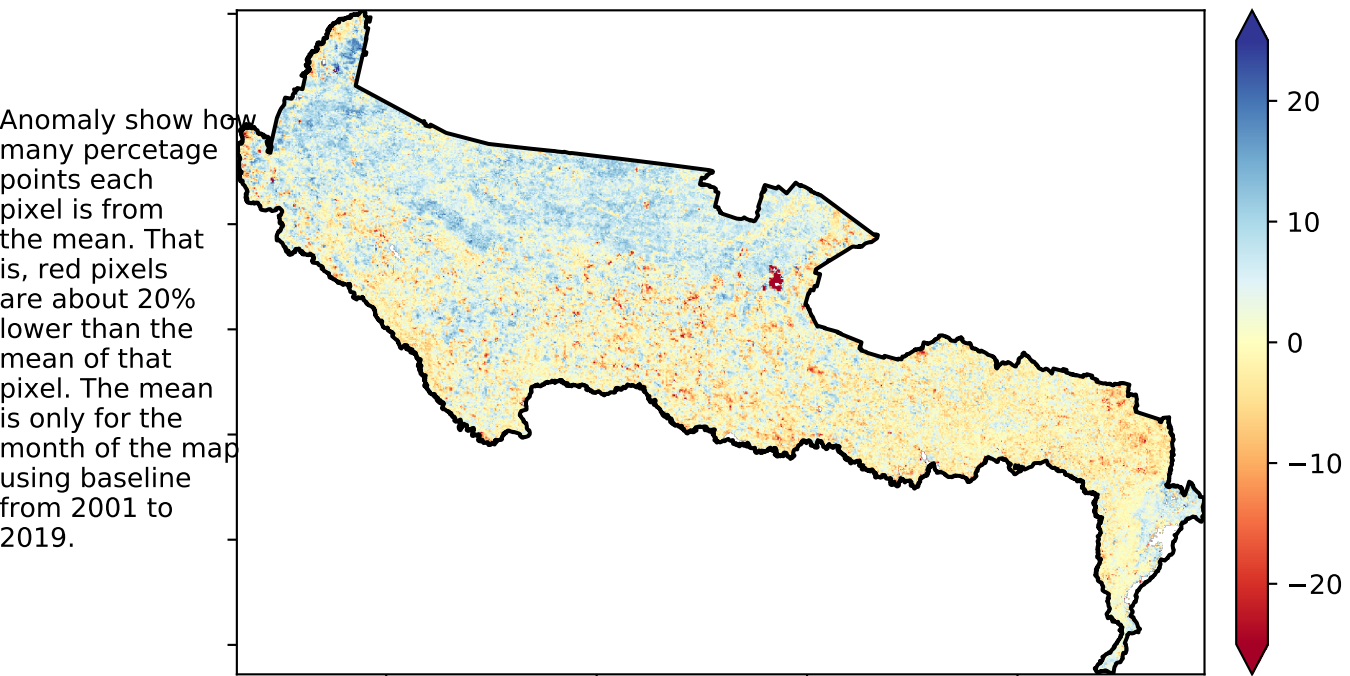 Anomaly show how
many percetage
points each
pixel is from
the mean. That
is, red pixels
are about 20%
lower than the
mean of that
pixel. The mean
is only for the
month of the map
using baseline
from 2001 to
2019.
20
10
0
−10
−20